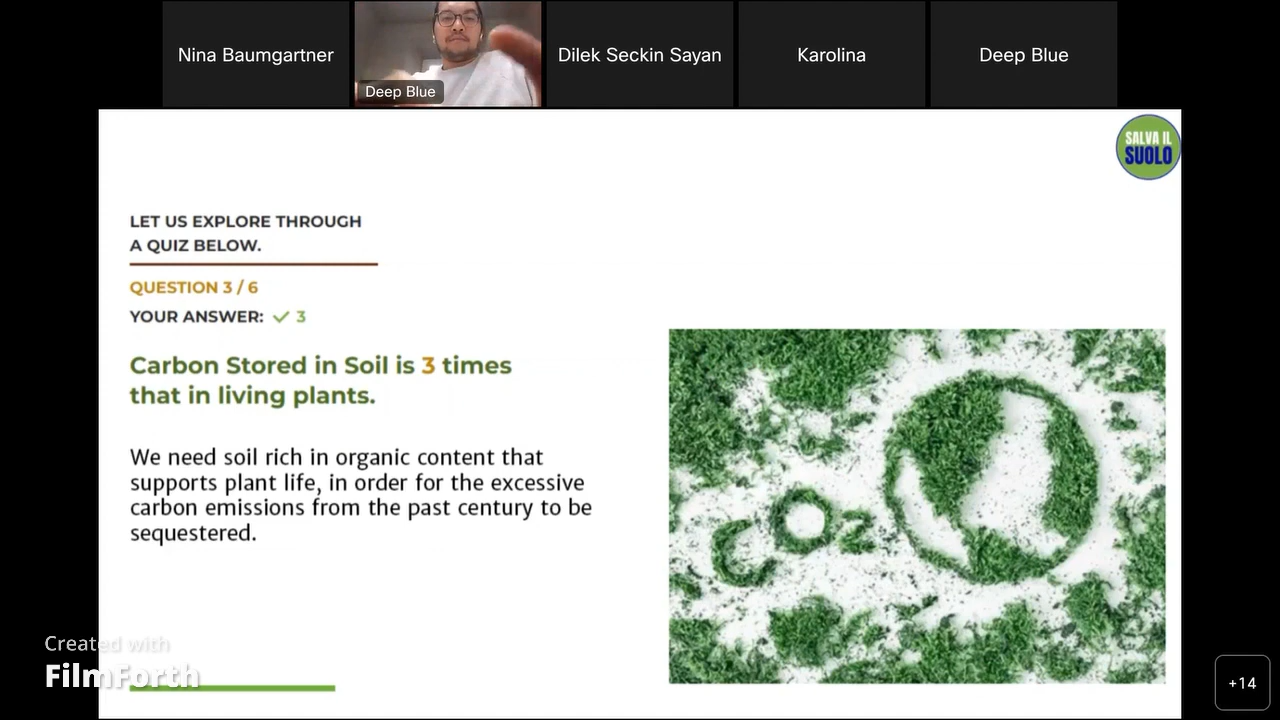 Nina Baumgartner
Deep Blue
Dilek Seckin Sayan
Karolina
Deep Blue
SALVA IL
SUOLO
LET US EXPLORE THROUGH
A QUIZ BELOW.
QUESTION 3 / 6
YOUR ANSWER: ✓ 3
Carbon Stored in Soil is 3 times
that in living plants.
We need soil rich in organic content that
supports plant life, in order for the excessive
carbon emissions from the past century to be
sequestered.
CO2
Created with
FilmForth
+14